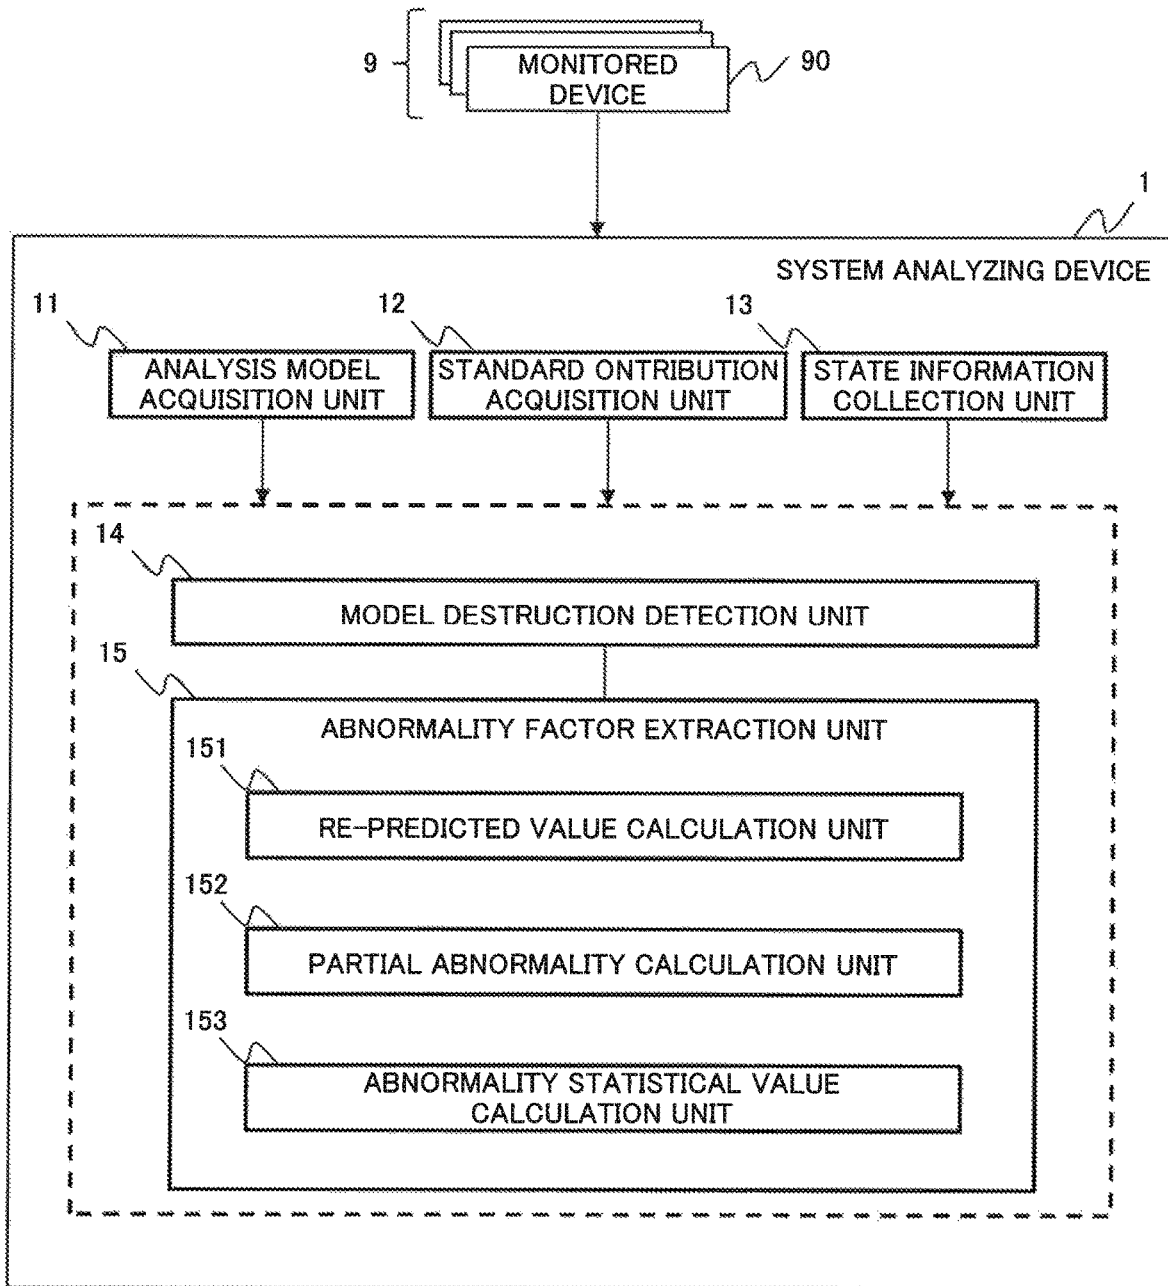 9
MONITORED
DEVICE
90
1
SYSTEM ANALYZING DEVICE
11
12
13
ANALYSIS MODEL
ACQUISITION UNIT
STANDARD ONTRIBUTION
ACQUISITION UNIT
STATE INFORMATION
COLLECTION UNIT
14
MODEL DESTRUCTION DETECTION UNIT
15
ABNORMALITY FACTOR EXTRACTION UNIT
151
RE-PREDICTED VALUE CALCULATION UNIT
152
PARTIAL ABNORMALITY CALCULATION UNIT
153
ABNORMALITY STATISTICAL VALUE
CALCULATION UNIT